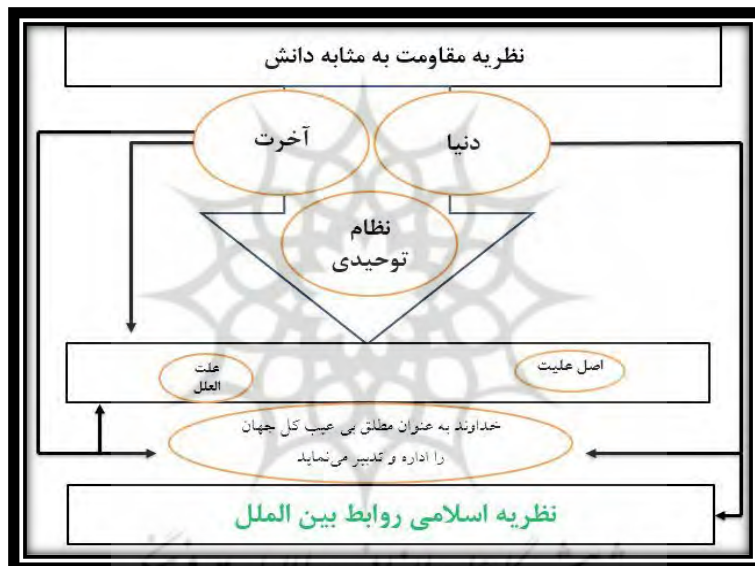 نظریه مقاومت به مثابه دانش
دنیا
آخرت
نظام
توحیدی
اصل علیت
علت
العلل
خداوند به عنوان مطلق بی عیب کل جهان
را اداره و تدبیر می‌نماید
نظریه اسلامی روابط بین الملل